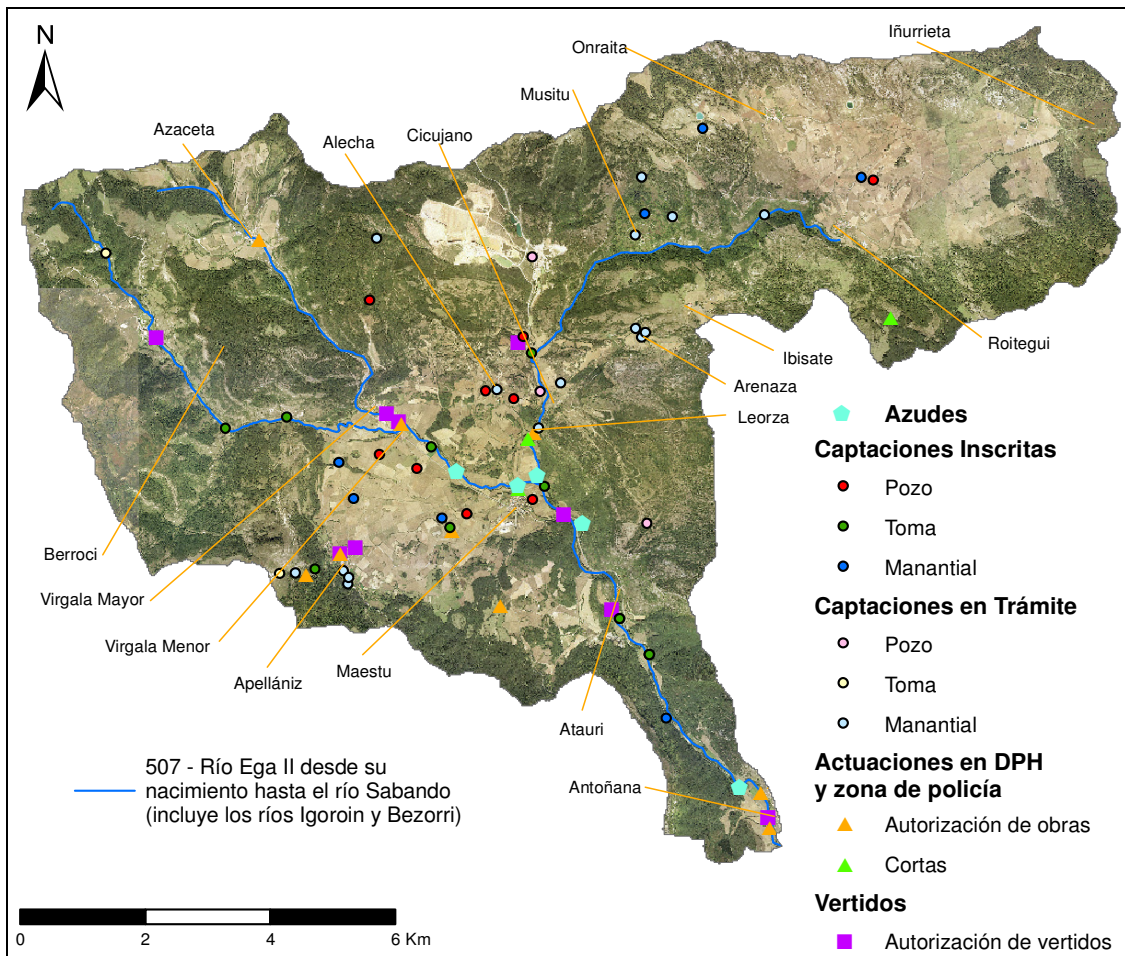 N
Iñurrieta
Onraita
Musitu
Azaceta
Alecha
Cicujano
Ibisate
Roitegui
Arenaza
Leorza
Berroci
Virgala Mayor
Virgala Menor
Apellániz
Maestu
Atauri
Antoñana
507 - Río Ega II desde su
nacimiento hasta el río Sabando
(incluye los ríos Igoroin y Bezorri)
0 2 4 6 Km
Azudes
Captaciones Inscritas
Pozo
Toma
Manantial
Captaciones en Trámite
Pozo
Toma
Manantial
Actuaciones en DPH
y zona de policía
Autorización de obras
Cortas
Vertidos
Autorización de vertidos